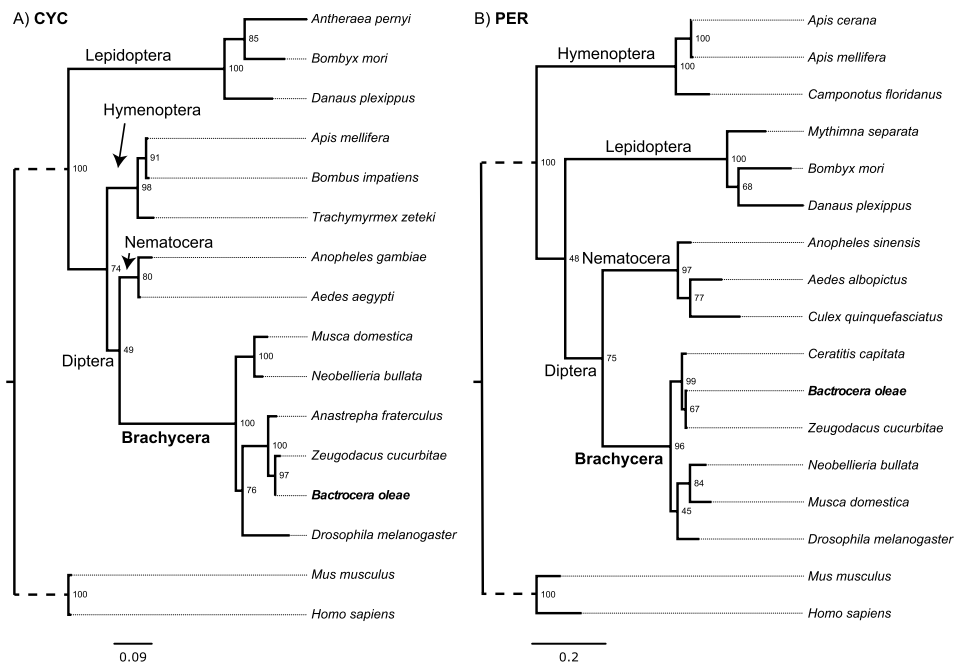 A) CYC
Antheraea pernyi
85
Bombyx mori
Lepidoptera
100
Danaus plexippus
Hymenoptera
Apis mellifera
91
Bombus impatiens
100
98
Trachymyrmex zeteki
Nematocera
Anopheles gambiae
74
80
Aedes aegypti
Musca domestica
49
100
Diptera
Neobellieria bullata
Anastrepha fraterculus
100
Brachycera
100
Zeugodacus cucurbitae
97
76
Bactrocera oleae
Drosophila melanogaster
Mus musculus
100
Homo sapiens
0.09
B) PER
Apis cerana
100
Hymenoptera
Apis mellifera
100
Camponotus floridanus
Mythimna separata
Lepidoptera
100
100
Bombyx mori
68
Danaus plexippus
Anopheles sinensis
48
Nematocera
97
Aedes albopictus
77
Culex quinquefasciatus
Ceratitis capitata
75
Diptera
99
Bactrocera oleae
67
Zeugodacus cucurbitae
96
Brachycera
Neobellieria bullata
84
Musca domestica
45
Drosophila melanogaster
Mus musculus
100
Homo sapiens
0.2